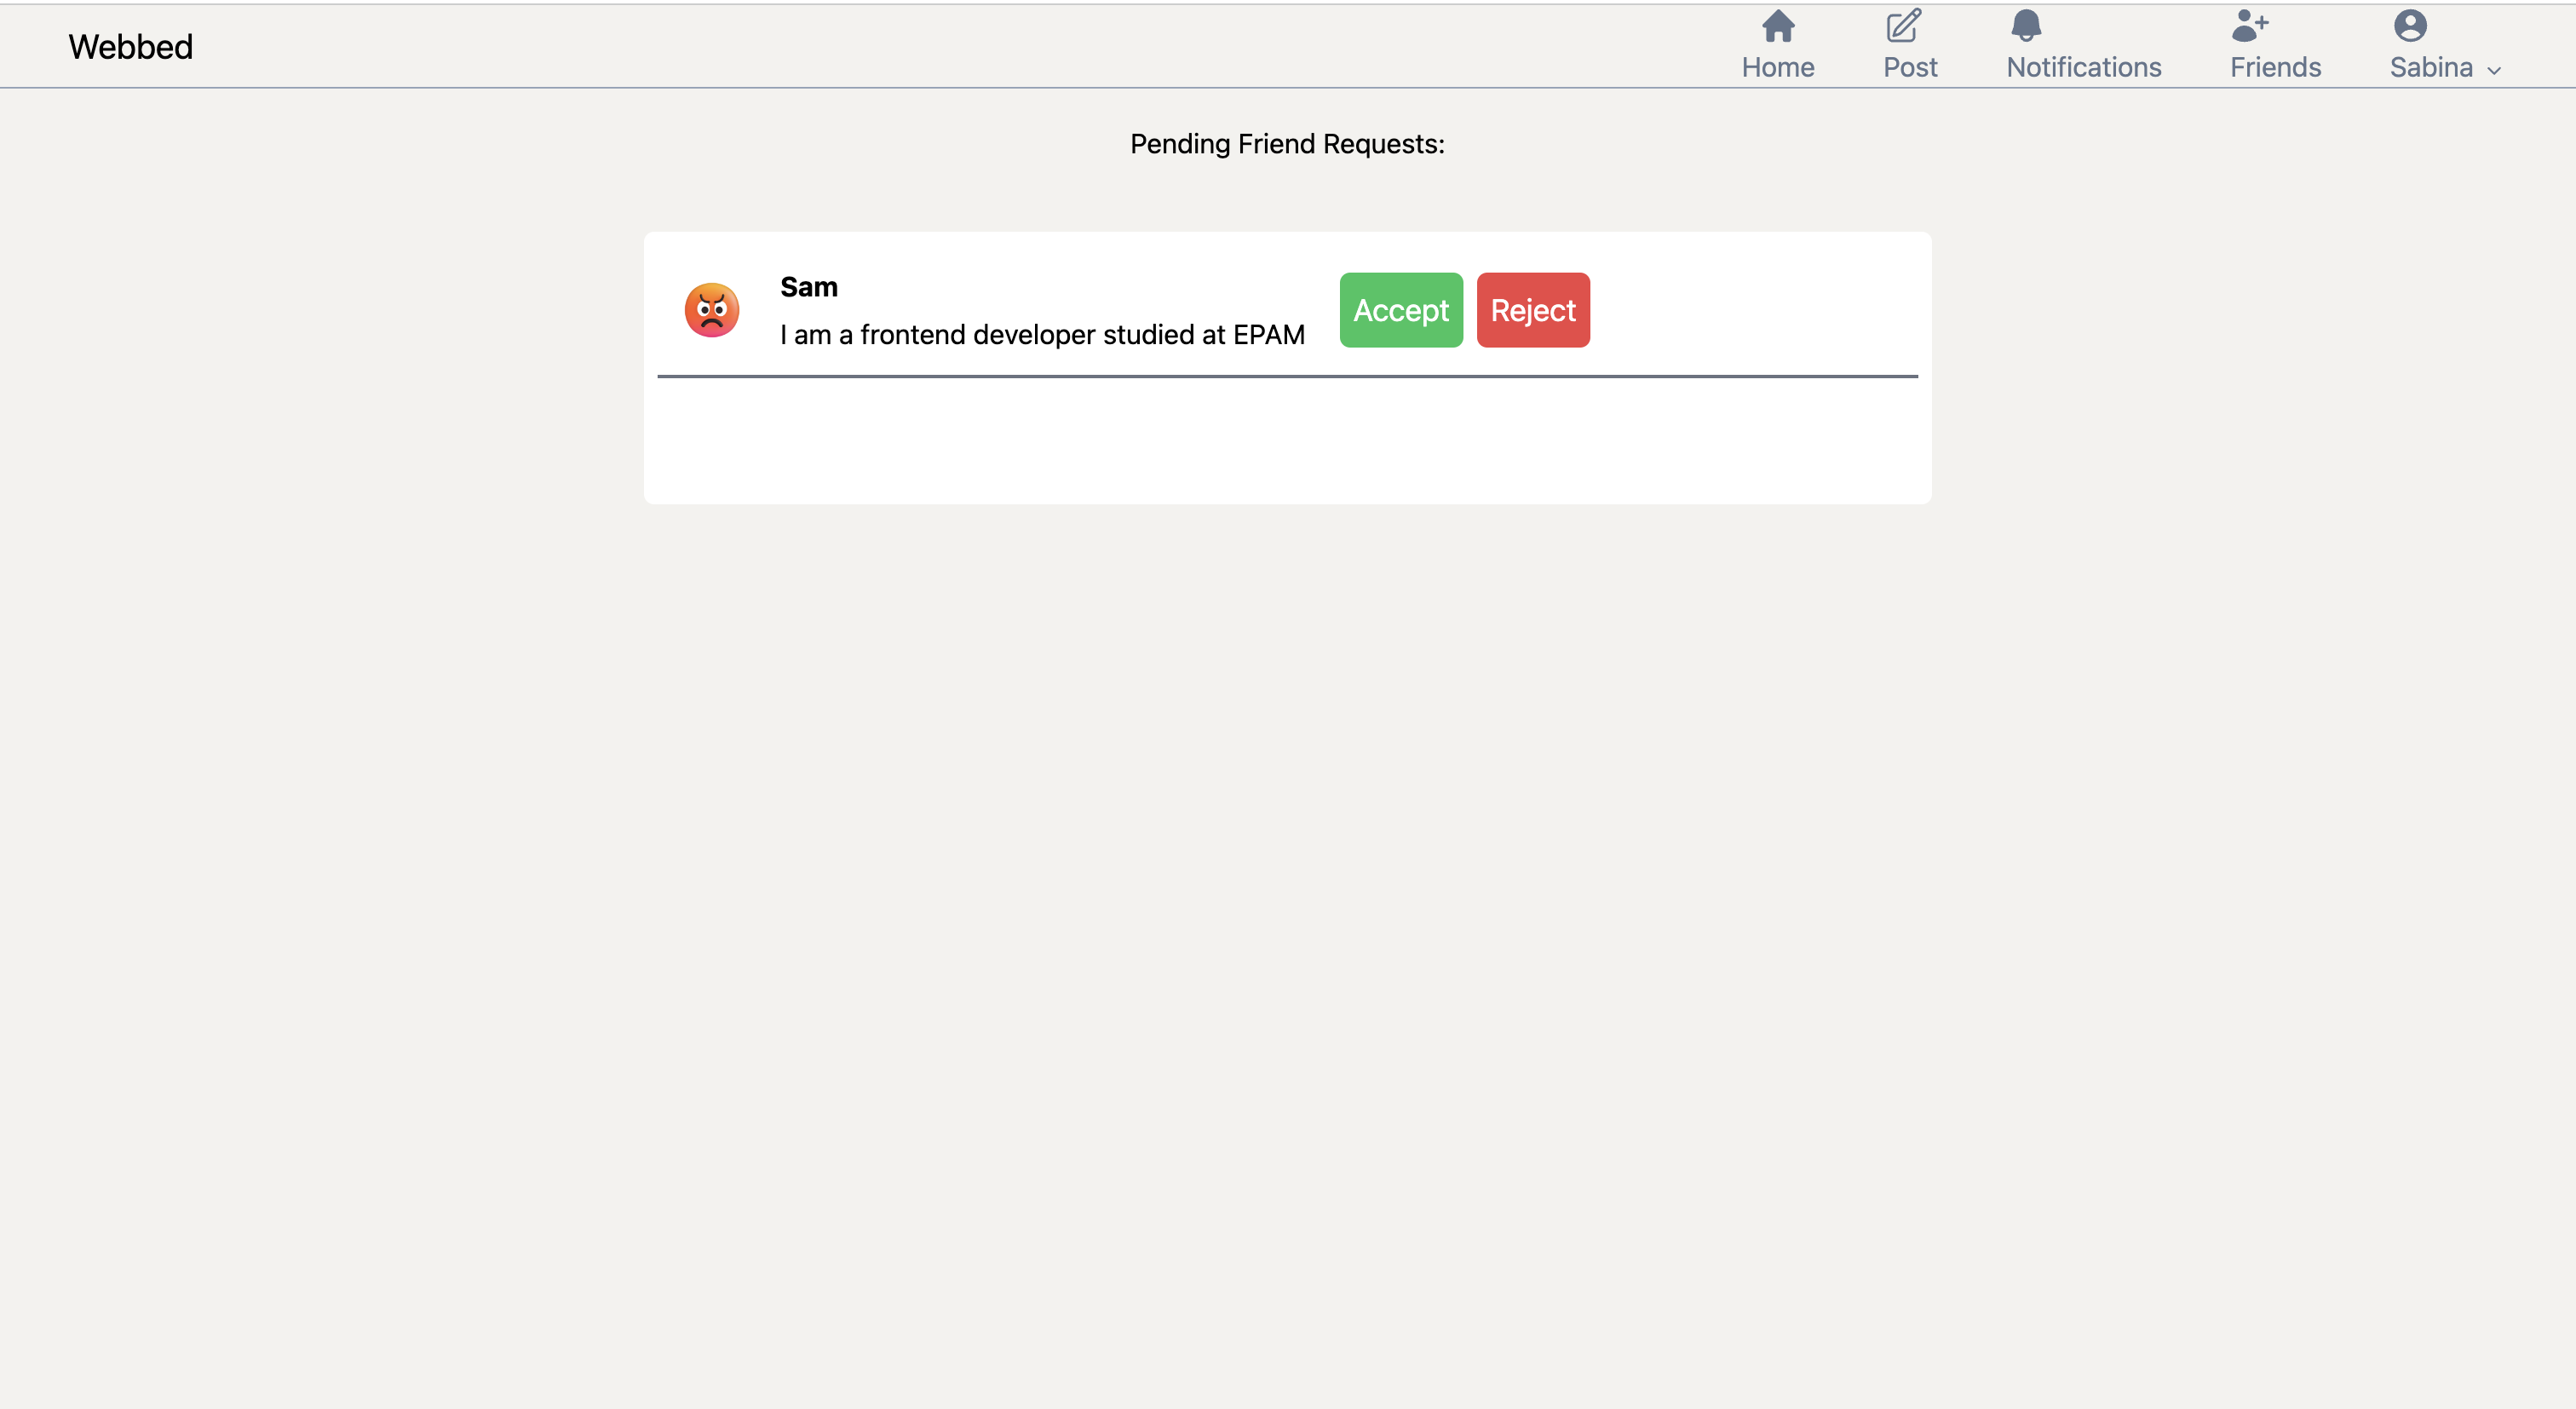 Webbed
Home
Post
Notifications
Friends
Sabina
Pending Friend Requests:
Sam
I am a frontend developer studied at EPAM
Accept
Reject